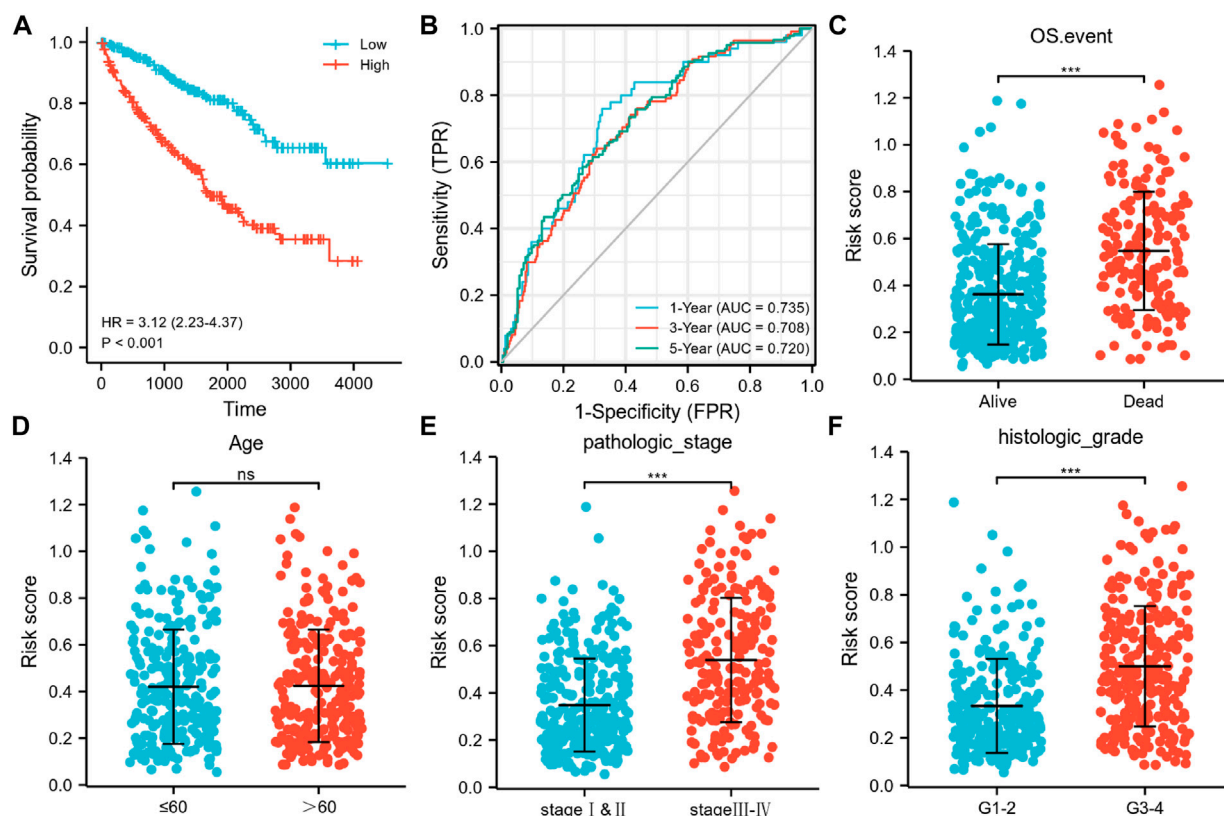 A
1.0
0.8
0.6
0.4
0.2
0.0
Survival probability
Low
High
HR = 3.12 (2.23-4.37)
P < 0.001
0 1000 2000 3000 4000
Time
B
1.0
0.8
0.6
0.4
0.2
0.0
Sensitivity (TPR)
1-Year (AUC = 0.735)
3-Year (AUC = 0.708)
5-Year (AUC = 0.720)
0.0 0.2 0.4 0.6 0.8 1.0
1-Specificity (FPR)
C
OS.event
***
1.4
1.2
1.0
0.8
0.6
0.4
0.2
0.0
Risk score
Alive Dead
D
Age
ns
1.4
1.2
1.0
0.8
0.6
0.4
0.2
0.0
Risk score
≤60 >60
E
pathologic_stage
***
1.4
1.2
1.0
0.8
0.6
0.4
0.2
0.0
Risk score
stage Ⅰ & Ⅱ stageⅢ-Ⅳ
F
histologic_grade
***
1.4
1.2
1.0
0.8
0.6
0.4
0.2
0.0
Risk score
G1-2 G3-4